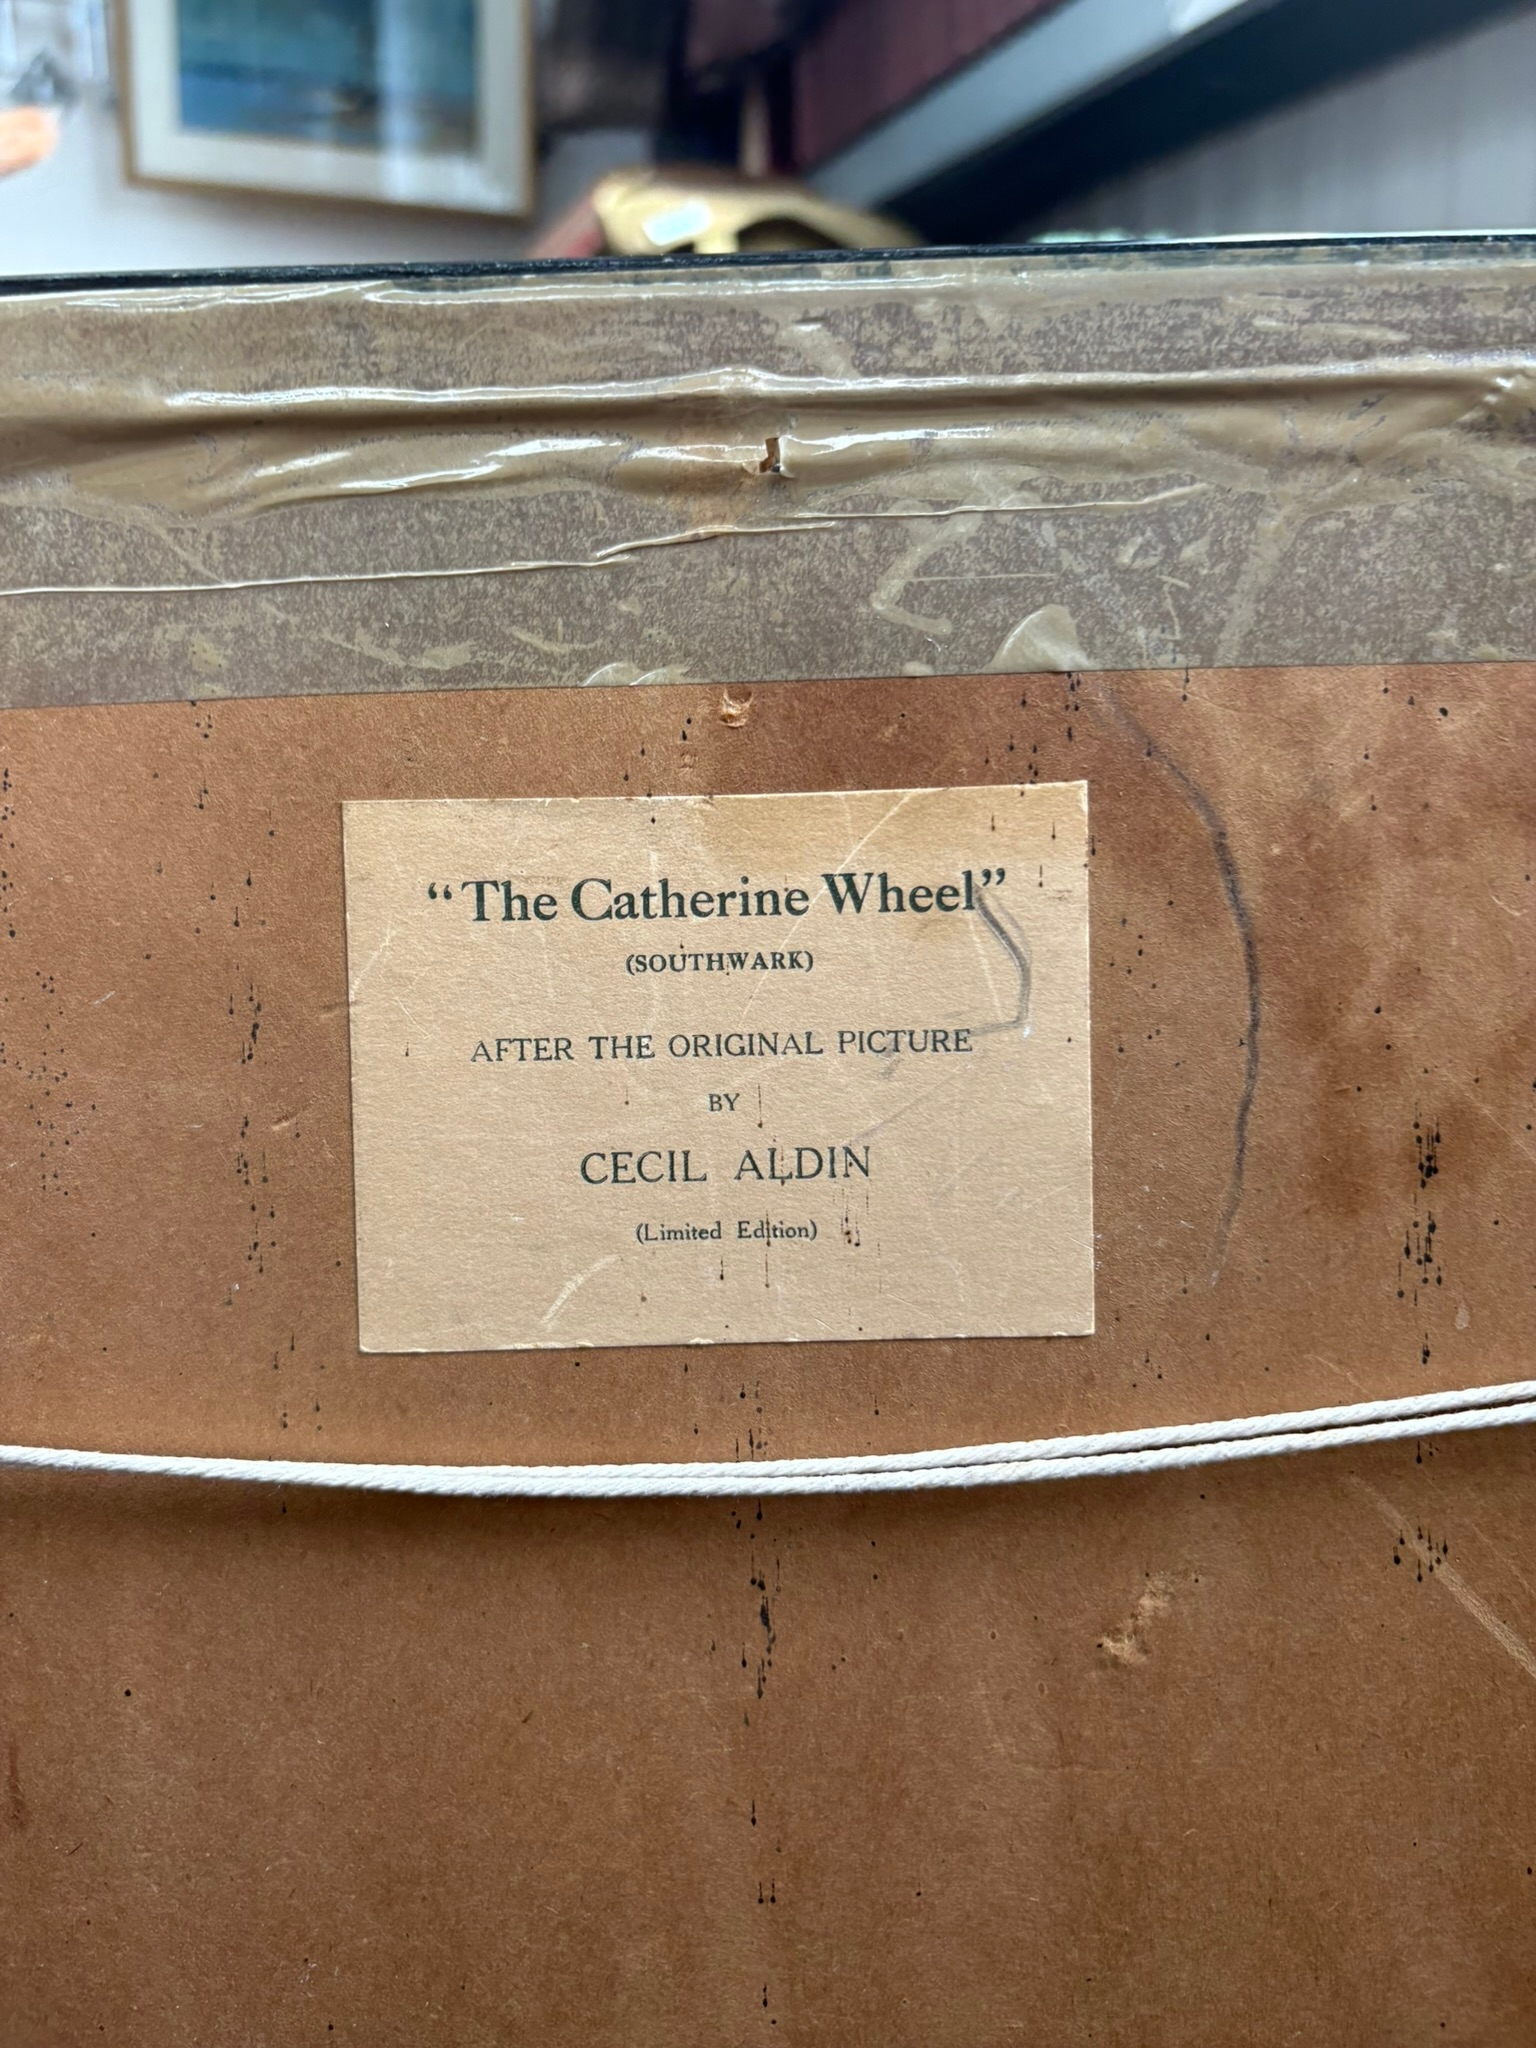 “The Catherine Wheel”
(SOUTHWARK)
AFTER THE ORIGINAL PICTURE
BY
CECIL ALDIN
(Limited Edition)